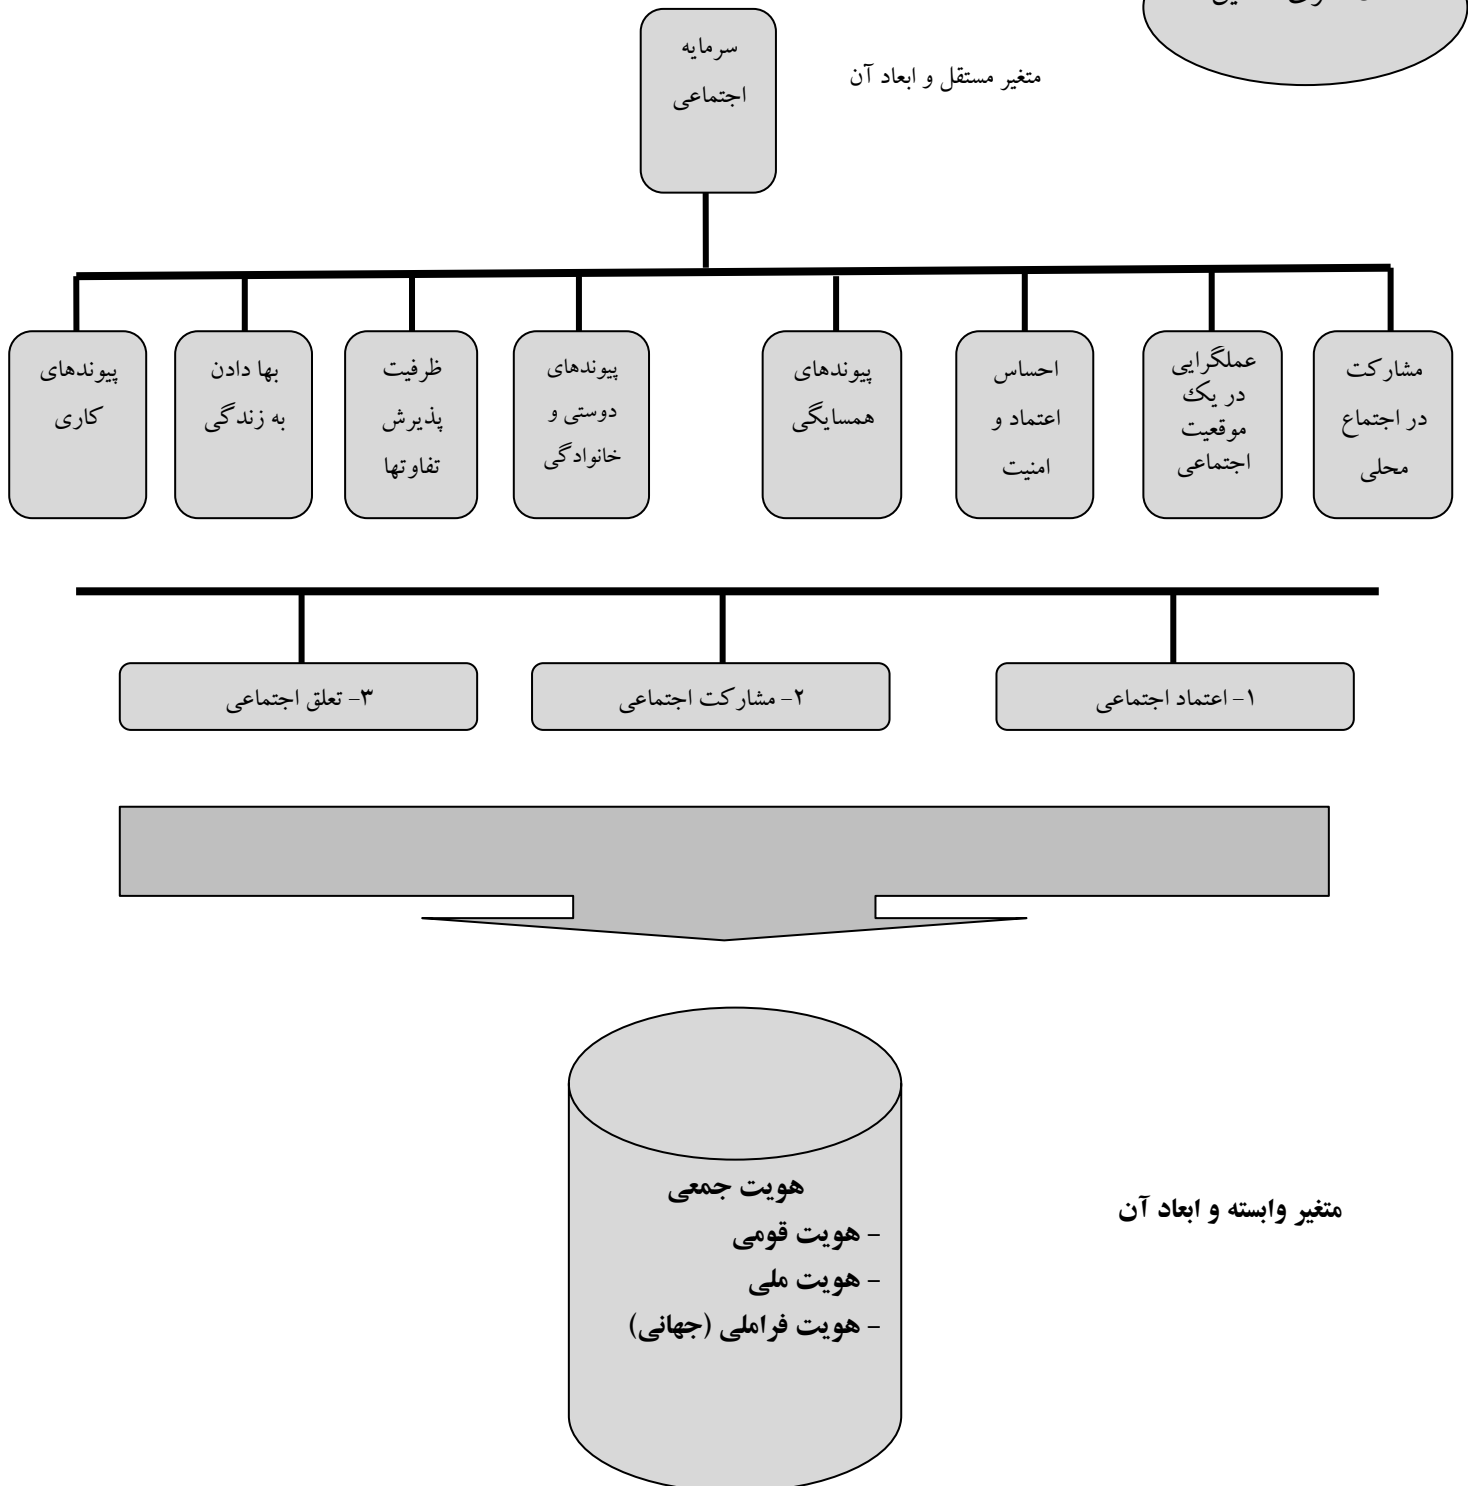 سرمایه
اجتماعی
متغیر مستقل و ابعاد آن
مشارکت
در اجتماع
محلی
عملگرایی
در یک
موقعیت
اجتماعی
احساس
اعتماد و
امنیت
پیوندهای
همسایگی
پیوندهای
دوستی و
خانوادگی
ظرفیت
پذیرش
تفاوتها
بها دادن
به زندگی
پیوندهای
کاری
۱- اعتماد اجتماعی
۲- مشارکت اجتماعی
۳- تعلق اجتماعی
هویت جمعی
- هویت قومی
- هویت ملی
- هویت فراملی (جهانی)
متغیر وابسته و ابعاد آن